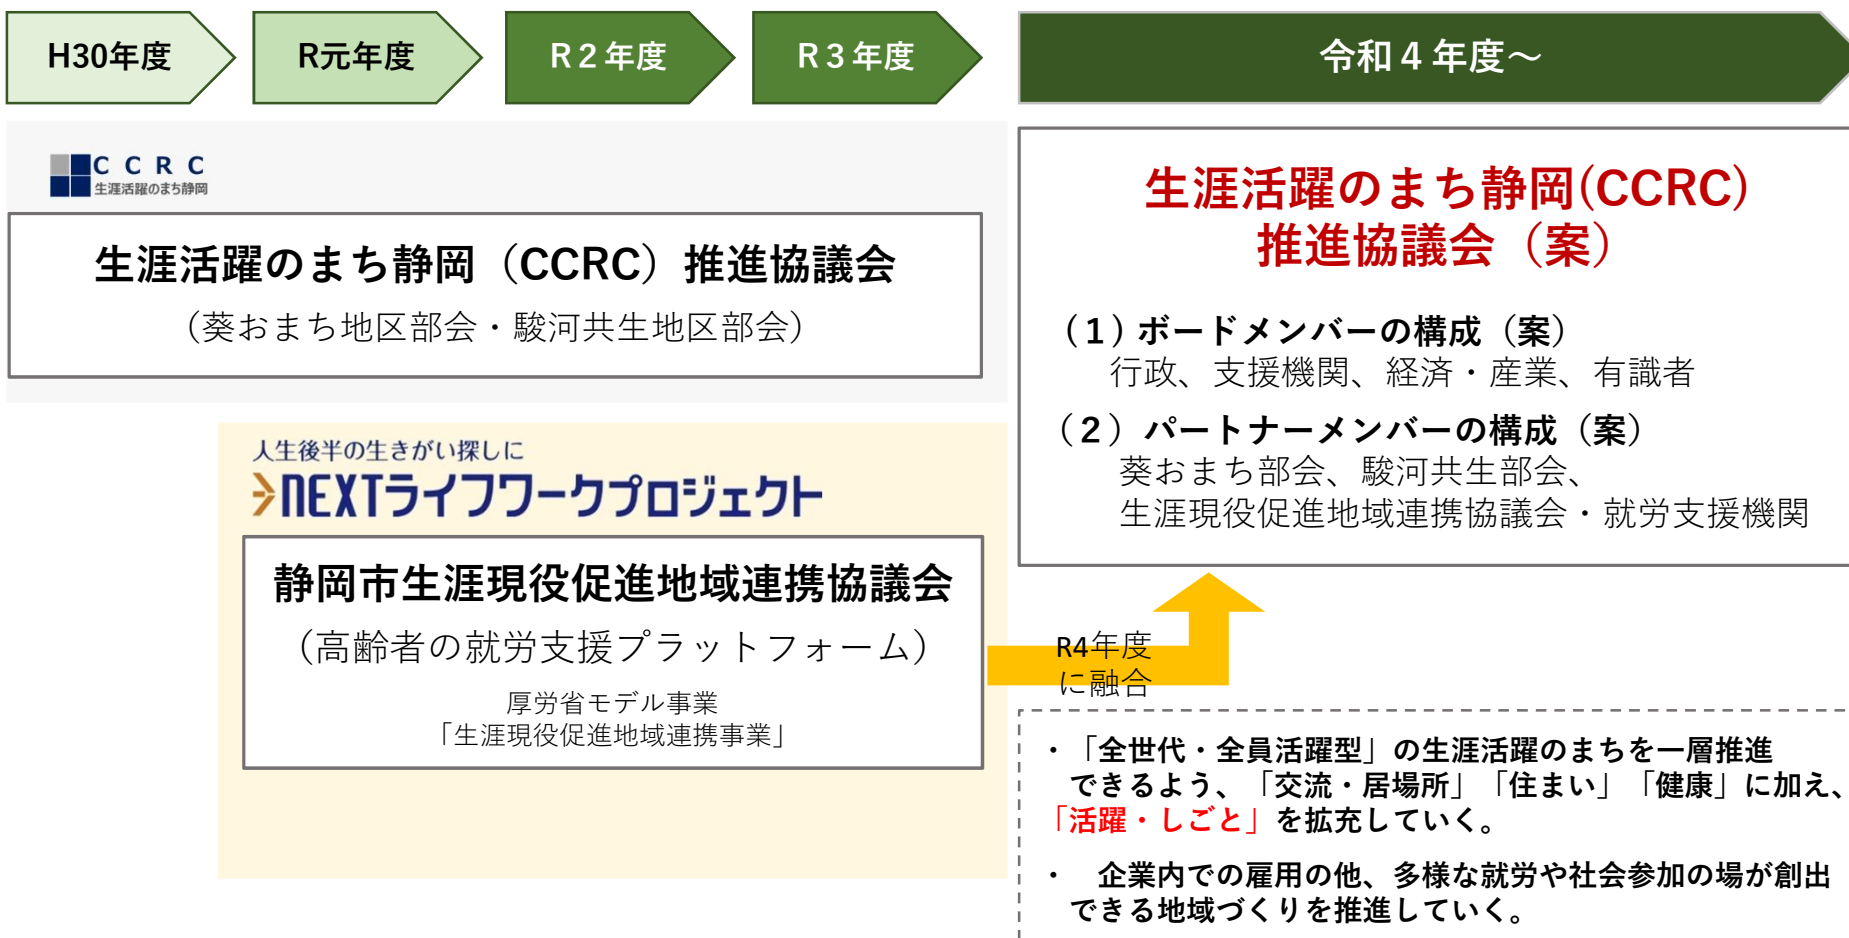 H30年度
R元年度
R２年度
R３年度
令和４年度～
CCRC
生涯活躍のまち静岡
生涯活躍のまち静岡（CCRC）推進協議会
（葵おまち地区部会・駿河共生地区部会）
人生後半の生きがい探しに
NEXTライフワークプロジェクト
静岡市生涯現役促進地域連携協議会
（高齢者の就労支援プラットフォーム）
厚労省モデル事業
「生涯現役促進地域連携事業」
生涯活躍のまち静岡(CCRC)
推進協議会（案）
（１）ボードメンバーの構成（案）
行政、支援機関、経済・産業、有識者
（２）パートナーメンバーの構成（案）
葵おまち部会、駿河共生部会、
生涯現役促進地域連携協議会・就労支援機関
R4年度
に融合
・「全世代・全員活躍型」の生涯活躍のまちを一層推進
できるよう、「交流・居場所」「住まい」「健康」に加え、
「活躍・しごと」を拡充していく。
・　企業内での雇用の他、多様な就労や社会参加の場が創出
できる地域づくりを推進していく。